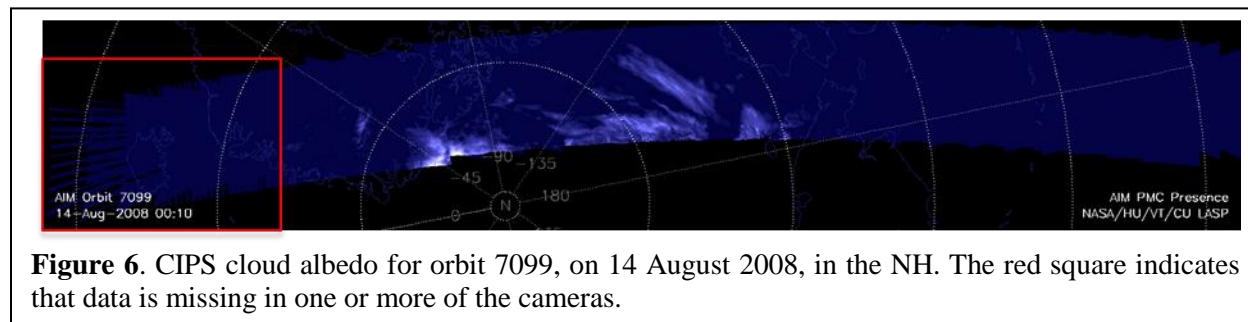 -90
-135
-45
180
N
0
AIM Orbit 7099
14-Aug-2008 00:10
AIM PMC Presence
NASA/HU/VT/CU LASP
Figure 6. CIPS cloud albedo for orbit 7099, on 14 August 2008, in the NH. The red square indicates
that data is missing in one or more of the cameras.